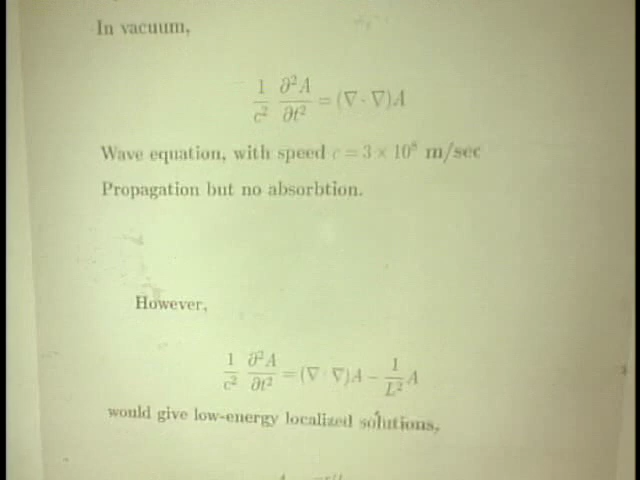 In vacuum,
1/c² ∂²A/∂t² = (∇ · ∇)A
Wave equation, with speed c = 3 × 10⁸ m/sec
Propagation but no absorbtion.
However,
1/c² ∂²A/∂t² = (∇ · ∇)A − 1/L² A
would give low-energy localized solutions,